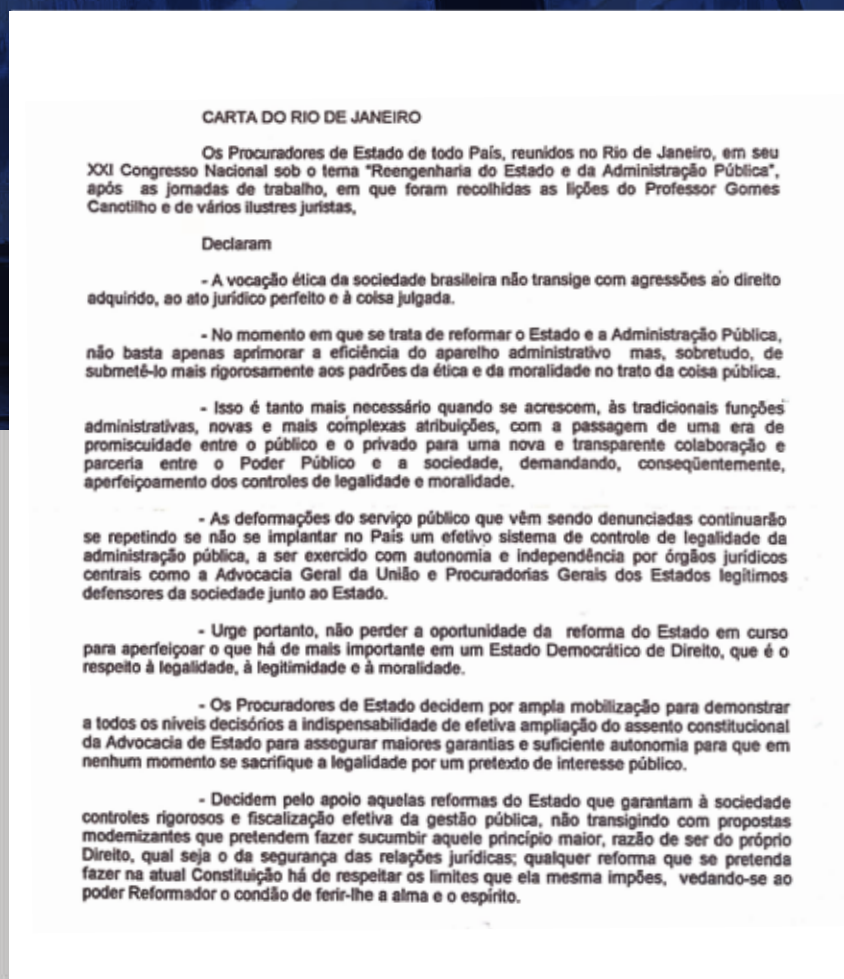 CARTA DO RIO DE JANEIRO
Os Procuradores de Estado de todo País, reunidos no Rio de Janeiro, em seu
XXI Congresso Nacional sob o tema "Reengenharia do Estado e da Administração Pública",
após as jornadas de trabalho, em que foram recolhidas as lições do Professor Gomes
Canotilho e de vários ilustres juristas,
Declaram
- A vocação ética da sociedade brasileira não transige com agressões ao direito
adquirido, ao ato jurídico perfeito e à coisa julgada.
- No momento em que se trata de reformar o Estado e a Administração Pública,
não basta apenas aprimorar a eficiência do aparelho administrativo mas, sobretudo, de
submetê-lo mais rigorosamente aos padrões da ética e da moralidade no trato da coisa pública.
- Isso é tanto mais necessário quando se acrescem, às tradicionais funções
administrativas, novas e mais complexas atribuições, com a passagem de uma era de
promiscuidade entre o público e o privado para uma nova e transparente colaboração e
parceria entre o Poder Público e a sociedade, demandando, conseqüentemente,
aperfeiçoamento dos controles de legalidade e moralidade.
- As deformações do serviço público que vêm sendo denunciadas continuarão
se repetindo se não se implantar no País um efetivo sistema de controle de legalidade da
administração pública, a ser exercido com autonomia e independência por órgãos jurídicos
centrais como a Advocacia Geral da União e Procuradorias Gerais dos Estados legítimos
defensores da sociedade junto ao Estado.
- Urge portanto, não perder a oportunidade da reforma do Estado em curso
para aperfeiçoar o que há de mais importante em um Estado Democrático de Direito, que é o
respeito à legalidade, à legitimidade e à moralidade.
- Os Procuradores de Estado decidem por ampla mobilização para demonstrar
a todos os níveis decisórios a indispensabilidade de efetiva ampliação do assento constitucional
da Advocacia de Estado para assegurar maiores garantias e suficiente autonomia para que em
nenhum momento se sacrifique a legalidade por um pretexto de interesse público.
- Decidem pelo apoio aquelas reformas do Estado que garantam à sociedade
controles rigorosos e fiscalização efetiva da gestão pública, não transigindo com propostas
modernizantes que pretendem fazer sucumbir aquele princípio maior, razão de ser do próprio
Direito, qual seja o da segurança das relações jurídicas; qualquer reforma que se pretenda
fazer na atual Constituição há de respeitar os limites que ela mesma impões, vedando-se ao
poder Reformador o condão de ferir-lhe a alma e o espírito.